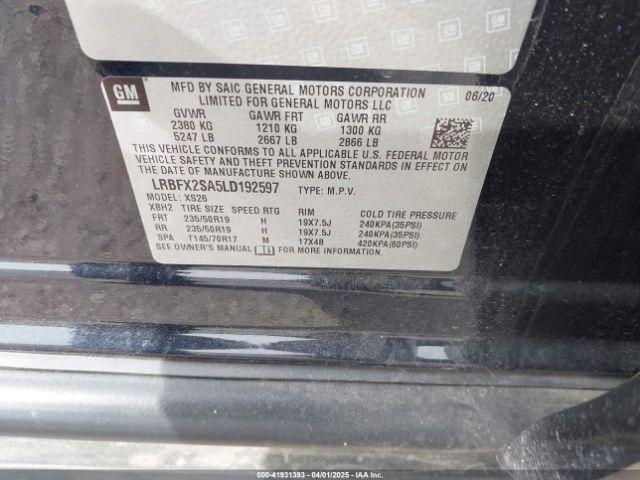 GM
GM
GM
MFD BY SAIC GENERAL MOTORS CORPORATION 06/20
LIMITED FOR GENERAL MOTORS LLC
GVWR GAWR FRT GAWR RR
2380 KG 1210 KG 1300 KG
5247 LB 2667 LB 2866 LB
THIS VEHICLE CONFORMS TO ALL APPLICABLE U.S. FEDERAL MOTOR
VEHICLE SAFETY AND THEFT PREVENTION STANDARDS IN EFFECT ON
THE DATE OF MANUFACTURE SHOWN ABOVE.
LRBFX2SA5LD192597 TYPE: M.P.V.
MODEL: XS26
XBH2 TIRE SIZE SPEED RTG RIM COLD TIRE PRESSURE
FRT 235/50R19 H 19X7.5J 240KPA(35PSI)
RR 235/50R19 H 19X7.5J 240KPA(35PSI)
SPA T145/70R17 M 17X4B 420KPA(60PSI)
SEE OWNER'S MANUAL FOR MORE INFORMATION.
000-41931393 - 04/01/2025 - IAA, Inc.